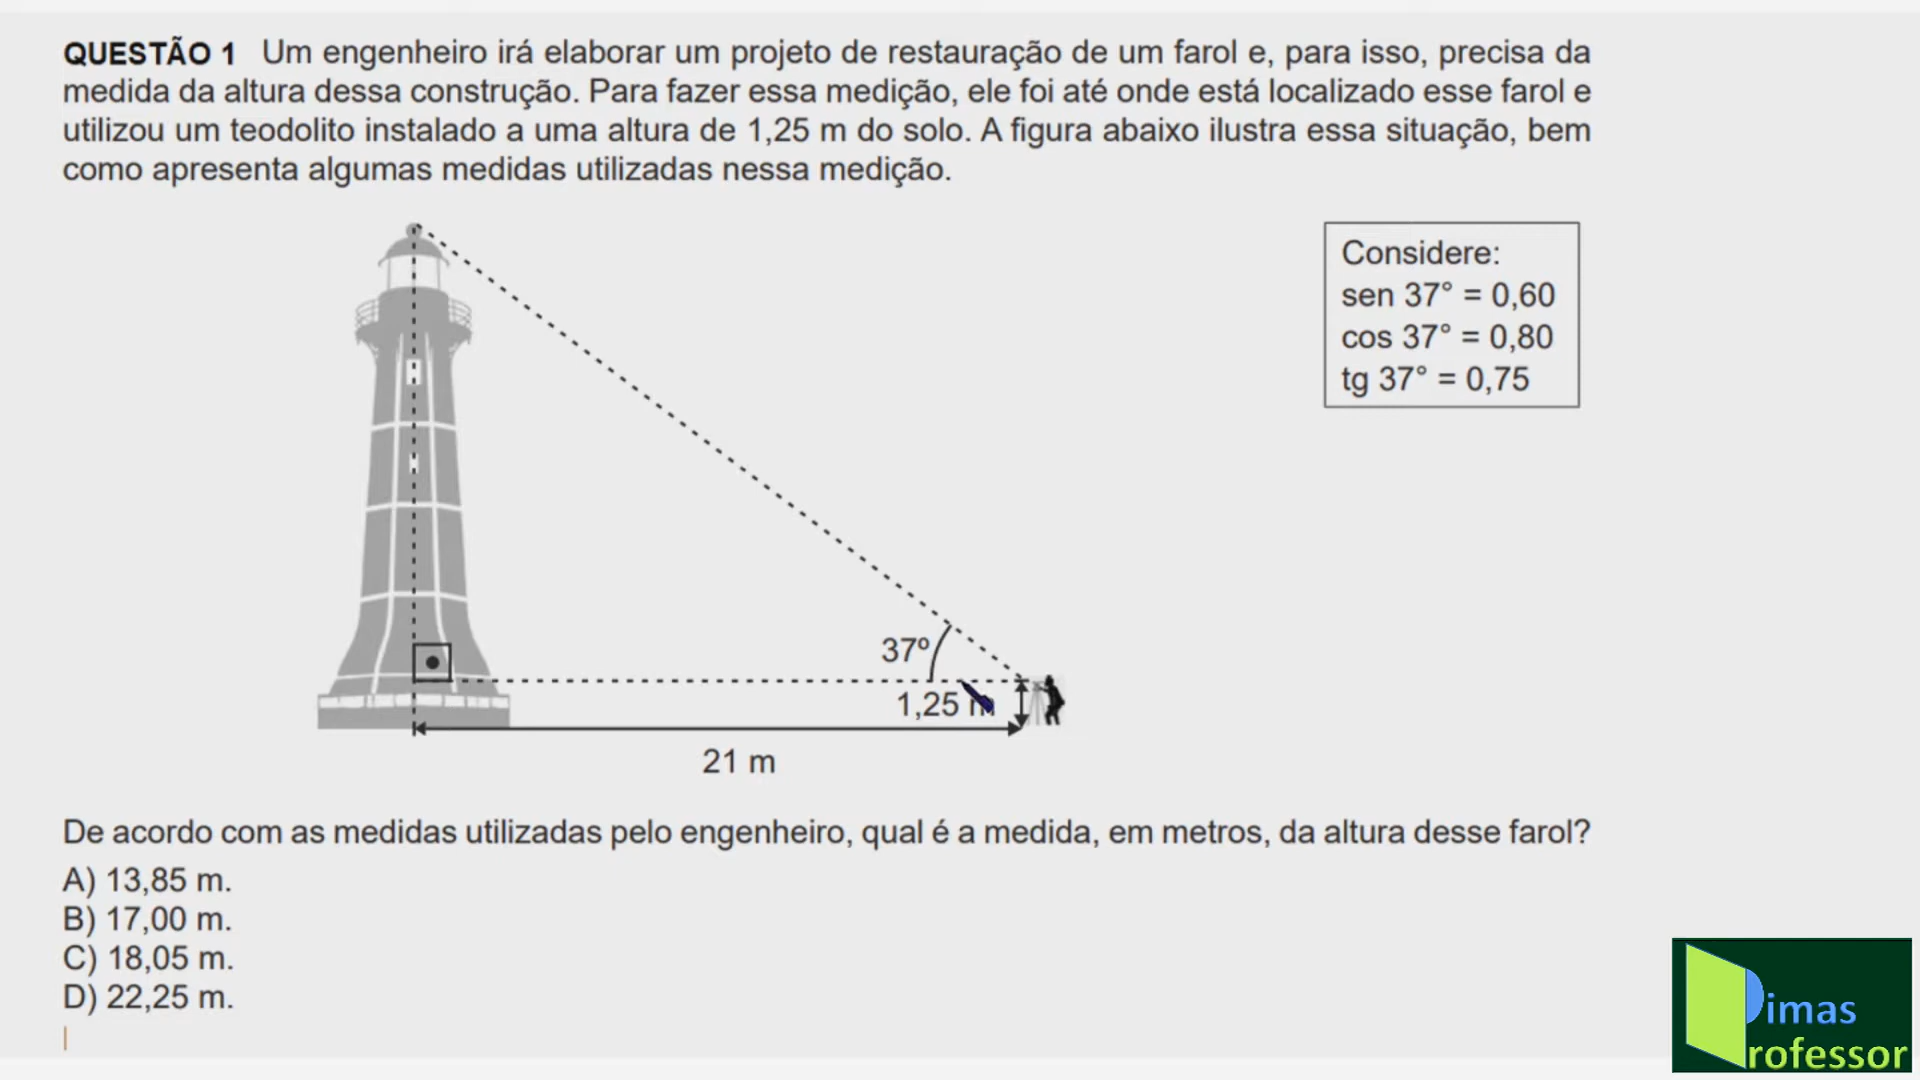 QUESTÃO 1 Um engenheiro irá elaborar um projeto de restauração de um farol e, para isso, precisa da
medida da altura dessa construção. Para fazer essa medição, ele foi até onde está localizado esse farol e
utilizou um teodolito instalado a uma altura de 1,25 m do solo. A figura abaixo ilustra essa situação, bem
como apresenta algumas medidas utilizadas nessa medição.
Considere:
sen 37° = 0,60
cos 37° = 0,80
tg 37° = 0,75
37º
1,25 m
21 m
De acordo com as medidas utilizadas pelo engenheiro, qual é a medida, em metros, da altura desse farol?
A) 13,85 m.
B) 17,00 m.
C) 18,05 m.
D) 22,25 m.
Dimas
Professor